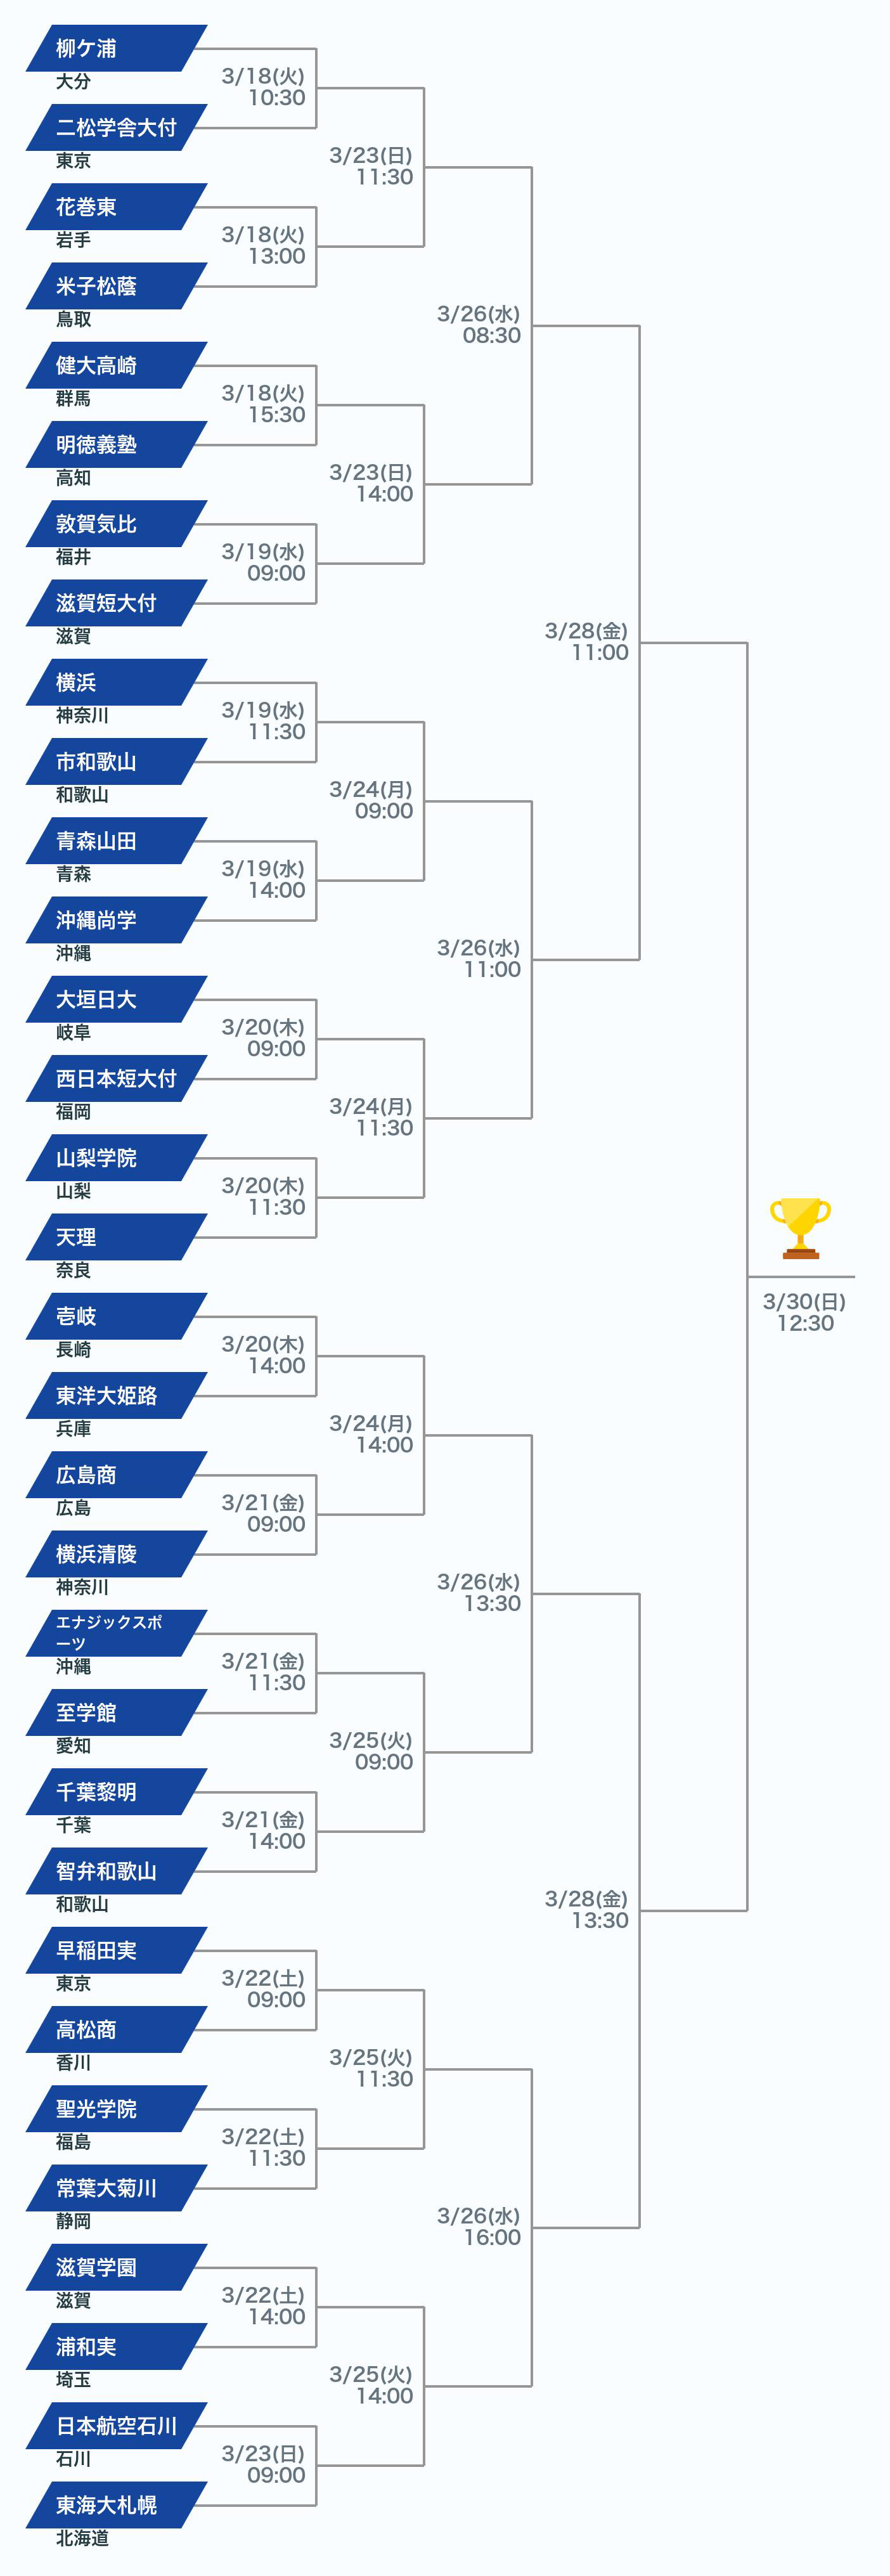 柳ケ浦
大分
3/18(火)
10:30
二松学舎大付
東京
3/23(日)
11:30
花巻東
岩手
3/18(火)
13:00
米子松蔭
鳥取
3/26(水)
08:30
健大高崎
群馬
3/18(火)
15:30
明徳義塾
高知
3/23(日)
14:00
敦賀気比
福井
3/19(水)
09:00
滋賀短大付
滋賀
3/28(金)
11:00
横浜
神奈川
3/19(水)
11:30
市和歌山
和歌山
3/24(月)
09:00
青森山田
青森
3/19(水)
14:00
沖縄尚学
沖縄
3/26(水)
11:00
大垣日大
岐阜
3/20(木)
09:00
西日本短大付
福岡
3/24(月)
11:30
山梨学院
山梨
3/20(木)
11:30
天理
奈良
3/30(日)
12:30
壱岐
長崎
3/20(木)
14:00
東洋大姫路
兵庫
3/24(月)
14:00
広島商
広島
3/21(金)
09:00
横浜清陵
神奈川
3/26(水)
13:30
エナジックスポ
ーツ
沖縄
3/21(金)
11:30
至学館
愛知
3/25(火)
09:00
千葉黎明
千葉
3/21(金)
14:00
智弁和歌山
和歌山
3/28(金)
13:30
早稲田実
東京
3/22(土)
09:00
高松商
香川
3/25(火)
11:30
聖光学院
福島
3/22(土)
11:30
常葉大菊川
静岡
3/26(水)
16:00
滋賀学園
滋賀
3/22(土)
14:00
浦和実
埼玉
3/25(火)
14:00
日本航空石川
石川
3/23(日)
09:00
東海大札幌
北海道